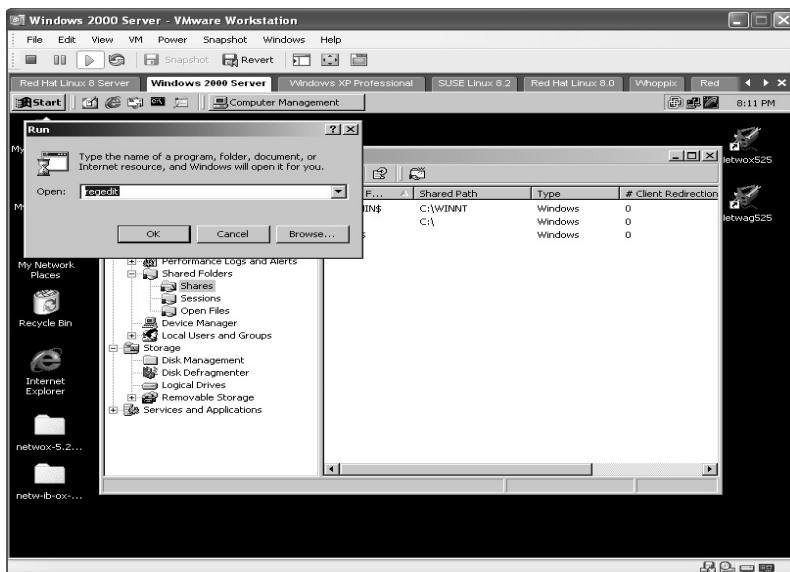 Windows 2000 Server - VMware Workstation
File Edit View VM Power Snapshot Windows Help
Snapshot Revert
Red Hat Linux 8 Server Windows 2000 Server Windows XP Professional SUSE Linux 8.2 Red Hat Linux 8.0 Whoppix Red
Start Computer Management 8:11 PM
Run
Type the name of a program, folder, document, or
Internet resource, and Windows will open it for you.
Open: regedit
OK Cancel Browse...
F... Shared Path Type # Client Redirection
IIN$ C:\WINNT Windows 0
C:\ Windows 0
$ Windows 0
etwox525
etwag525
My
M
My Network
Places
Recycle Bin
Internet
Explorer
netwox-5.2...
netw-ib-ox-...
Performance Logs and Alerts
Shared Folders
Shares
Sessions
Open Files
Device Manager
Local Users and Groups
Storage
Disk Management
Disk Defragmenter
Logical Drives
Removable Storage
Services and Applications